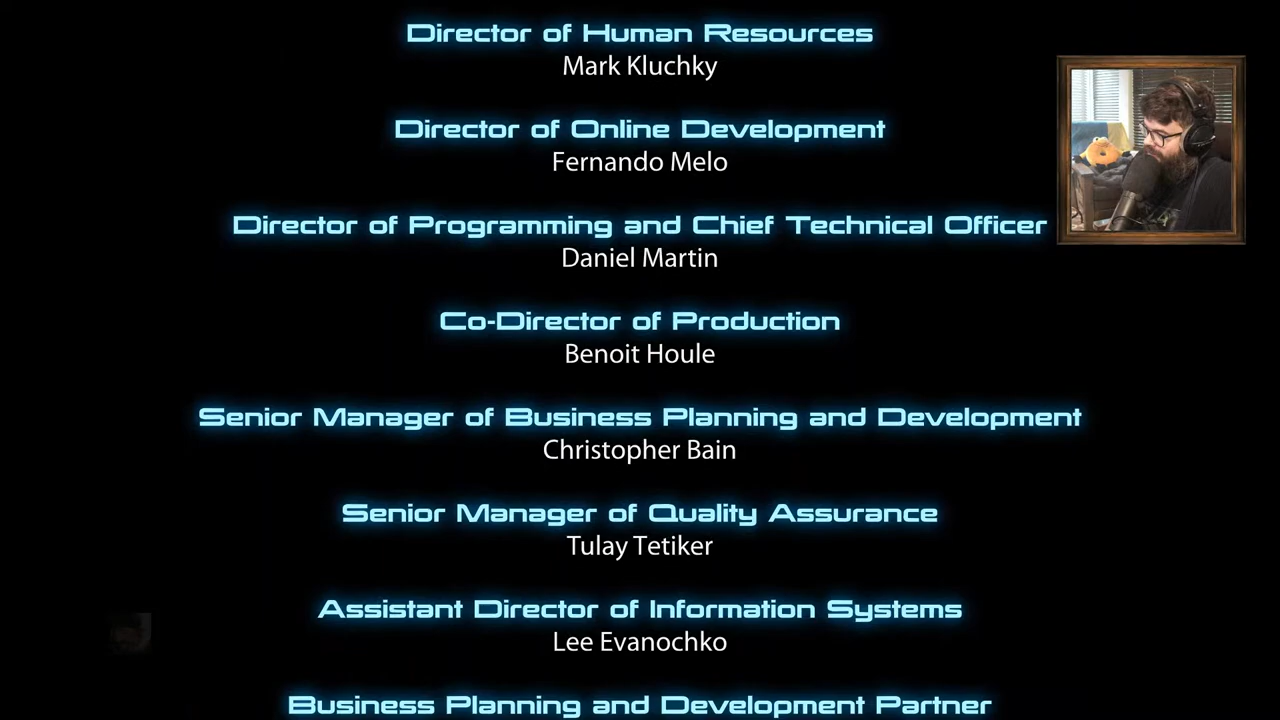 Director of Human Resources
Mark Kluchky
Director of Online Development
Fernando Melo
Director of Programming and Chief Technical Officer
Daniel Martin
Co-Director of Production
Benoit Houle
Senior Manager of Business Planning and Development
Christopher Bain
Senior Manager of Quality Assurance
Tulay Tetiker
Assistant Director of Information Systems
Lee Evanochko
Business Planning and Development Partner